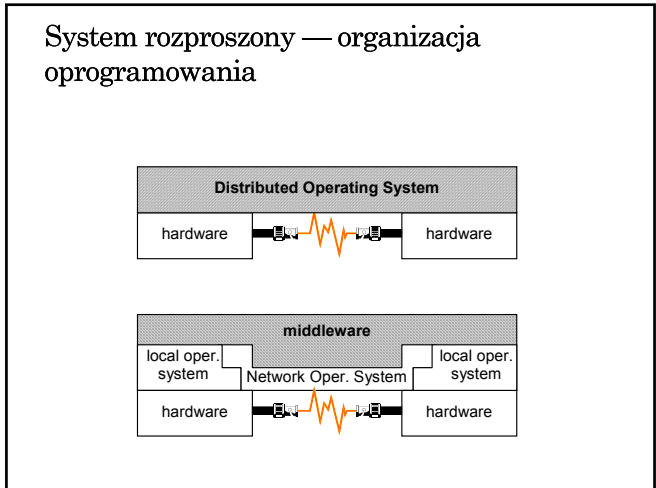 System rozproszony — organizacja
oprogramowania
Distributed Operating System
hardware
hardware
middleware
local oper.
system
Network Oper. System
local oper.
system
hardware
hardware